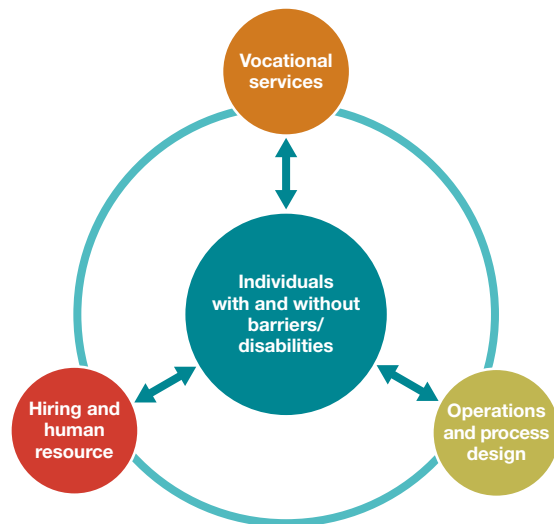 Vocational
services
Individuals
with and without
barriers/
disabilities
Hiring and
human
resource
Operations
and process
design